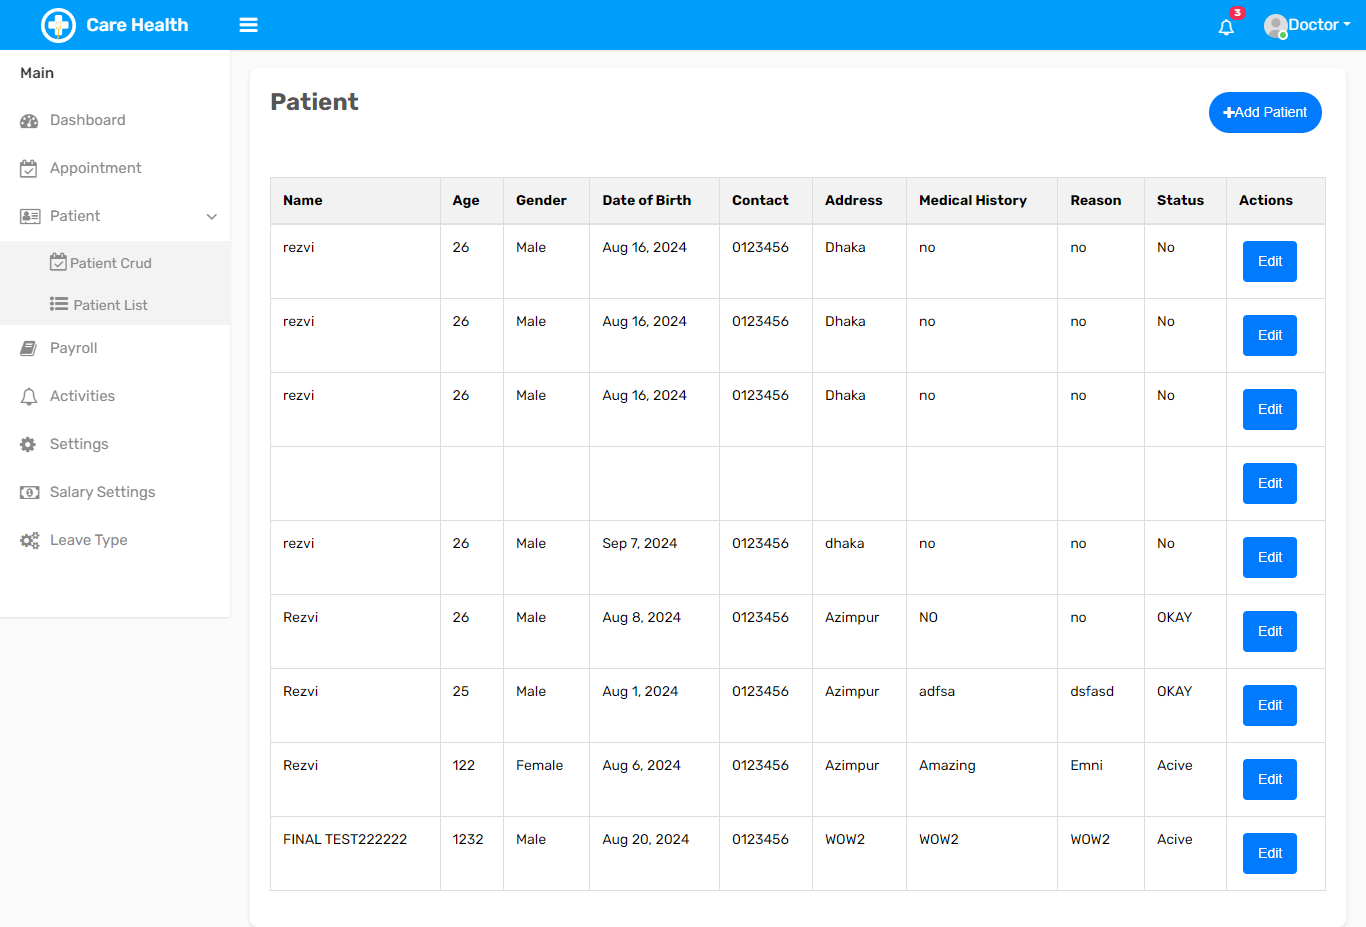 Care Health
3
Doctor
Main
Dashboard
Appointment
Patient
Patient Crud
Patient List
Payroll
Activities
Settings
Salary Settings
Leave Type
Patient
Add Patient
Name Age Gender Date of Birth Contact Address Medical History Reason Status Actions
rezvi 26 Male Aug 16, 2024 0123456 Dhaka no no No Edit
rezvi 26 Male Aug 16, 2024 0123456 Dhaka no no No Edit
rezvi 26 Male Aug 16, 2024 0123456 Dhaka no no No Edit
Edit
rezvi 26 Male Sep 7, 2024 0123456 dhaka no no No Edit
Rezvi 26 Male Aug 8, 2024 0123456 Azimpur NO no OKAY Edit
Rezvi 25 Male Aug 1, 2024 0123456 Azimpur adfsa dsfasd OKAY Edit
Rezvi 122 Female Aug 6, 2024 0123456 Azimpur Amazing Emni Acive Edit
FINAL TEST222222 1232 Male Aug 20, 2024 0123456 WOW2 WOW2 WOW2 Acive Edit